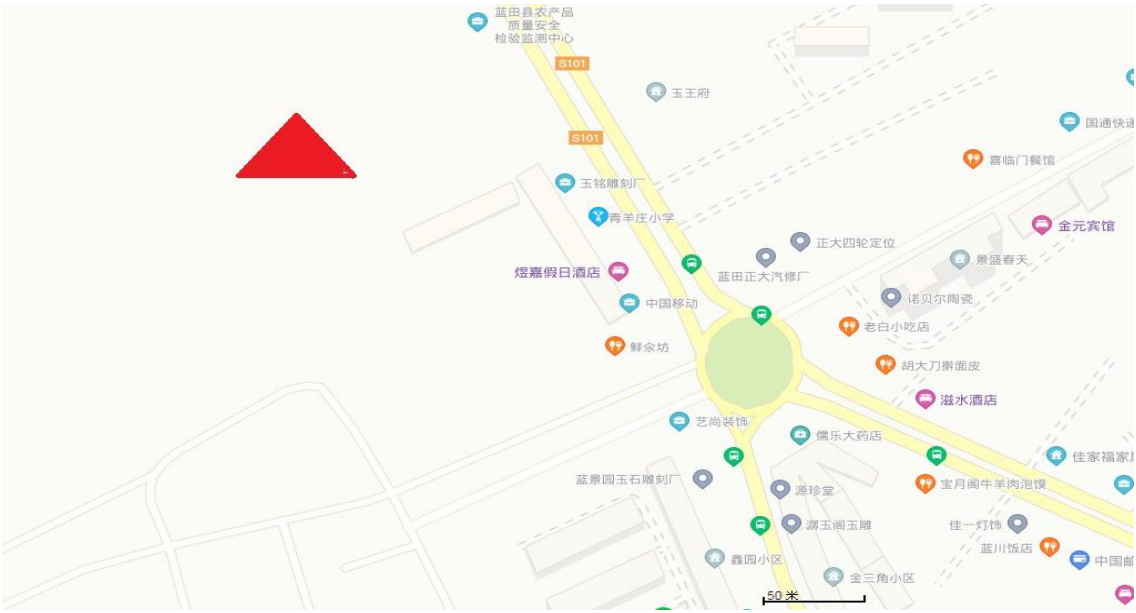 蓝田县农产品
质量安全
检验监测中心
S101
玉王府
国通快递
S101
喜临门餐馆
玉铭雕刻厂
青羊庄小学
金元宾馆
正大四轮定位
景盛春天
煜嘉假日酒店
蓝田正大汽修厂
中国移动
诺贝尔陶瓷
老白小吃店
鲜汆坊
胡大刀擀面皮
滋水酒店
艺尚装饰
儒乐大药店
佳家福家居
蓝景园玉石雕刻厂
源珍堂
宝月阁牛羊肉泡馍
潺玉阁玉雕
佳一灯饰
蓝川饭店
鑫园小区
中国邮
金三角小区
50 米